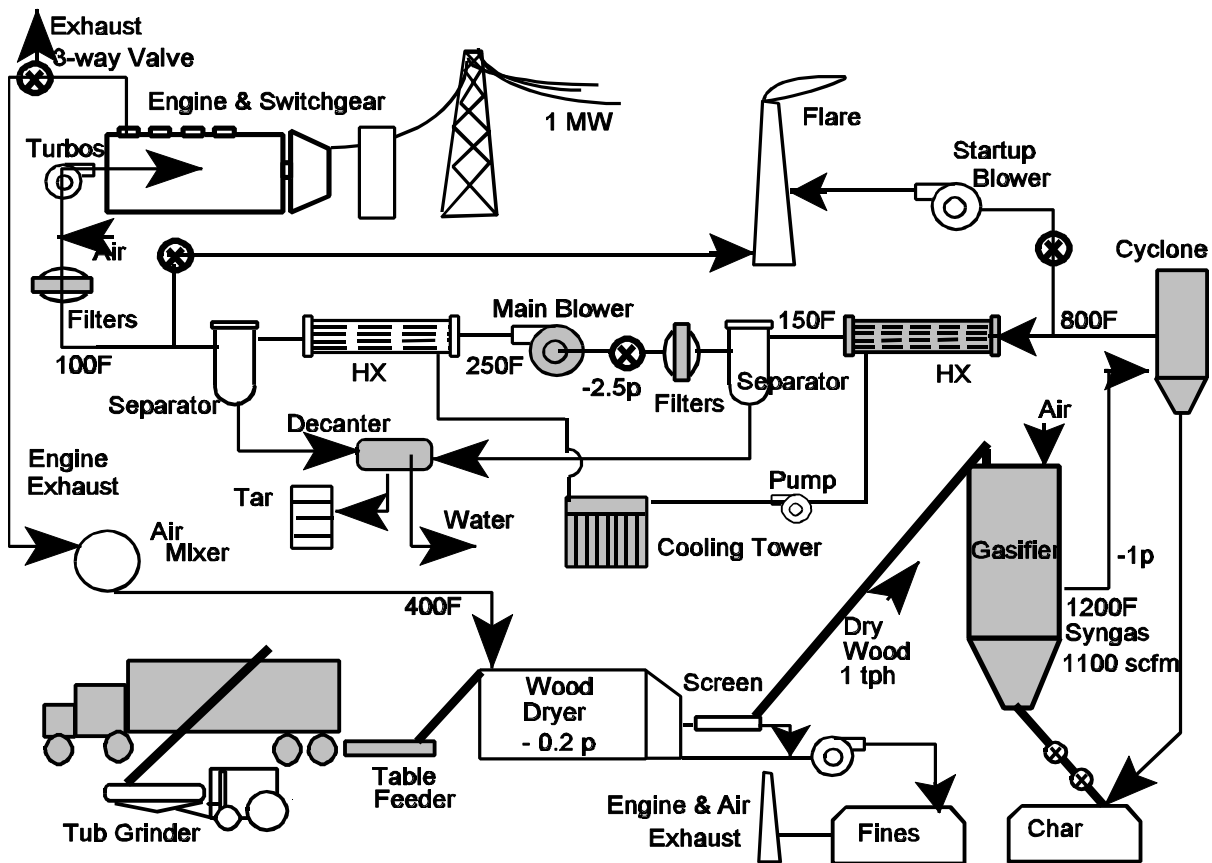 Exhaust
3-way Valve
Engine & Switchgear
1 MW
Flare
Startup
Blower
Turbos
Air
Cyclone
Filters
100F
Main Blower
150F
800F
HX
250F
-2.5p
Filters
Separator
HX
Separator
Decanter
Air
Engine
Exhaust
Tar
Water
Pump
Air
MIxer
Cooling Tower
Gasifier
-1p
400F
1200F
Syngas
1100 scfm
Dry
Wood
1 tph
Wood
Dryer
- 0.2 p
Screen
Table
Feeder
Tub Grinder
Engine & Air
Exhaust
Fines
Char